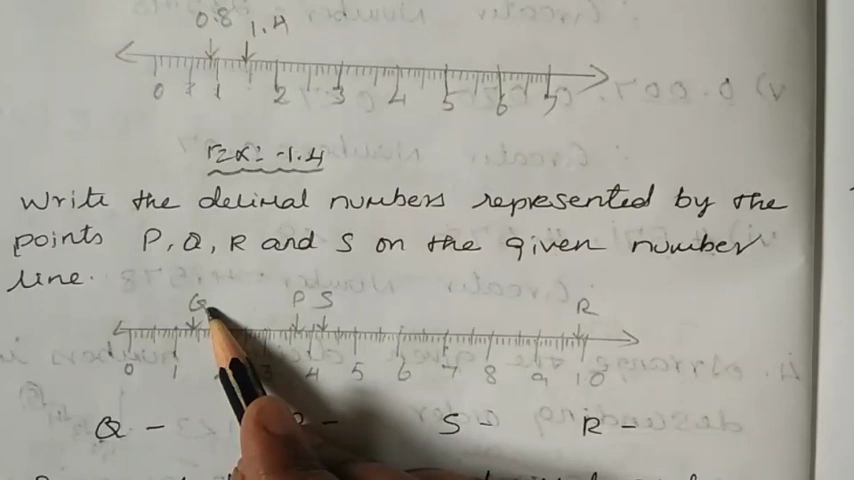 0.8 1.4
0 1 2 3 4 5 6 7
Ex: -1.4
Write the decimal numbers represented by the
points P, Q, R and S on the given number
line.
Q P S R
0 1 3 4 5 6 7 8 9 10
Q - - S - R -